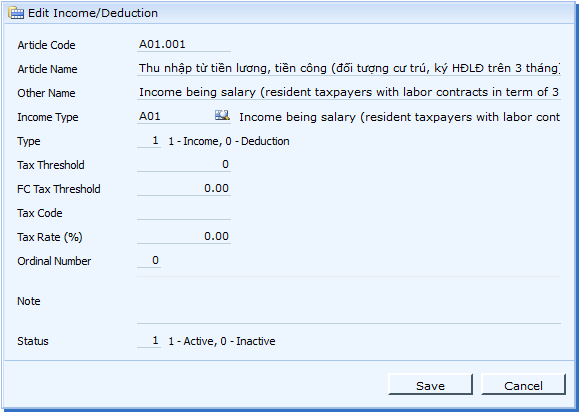 Edit Income/Deduction
Article Code A01.001
Article Name Thu nhập từ tiền lương, tiền công (đối tượng cư trú, ký HĐLĐ trên 3 tháng)
Other Name Income being salary (resident taxpayers with labor contracts in term of 3
Income Type A01 Income being salary (resident taxpayers with labor cont
Type 1 1 - Income, 0 - Deduction
Tax Threshold 0
FC Tax Threshold 0.00
Tax Code
Tax Rate (%) 0.00
Ordinal Number 0
Note
Status 1 1 - Active, 0 - Inactive
Save Cancel